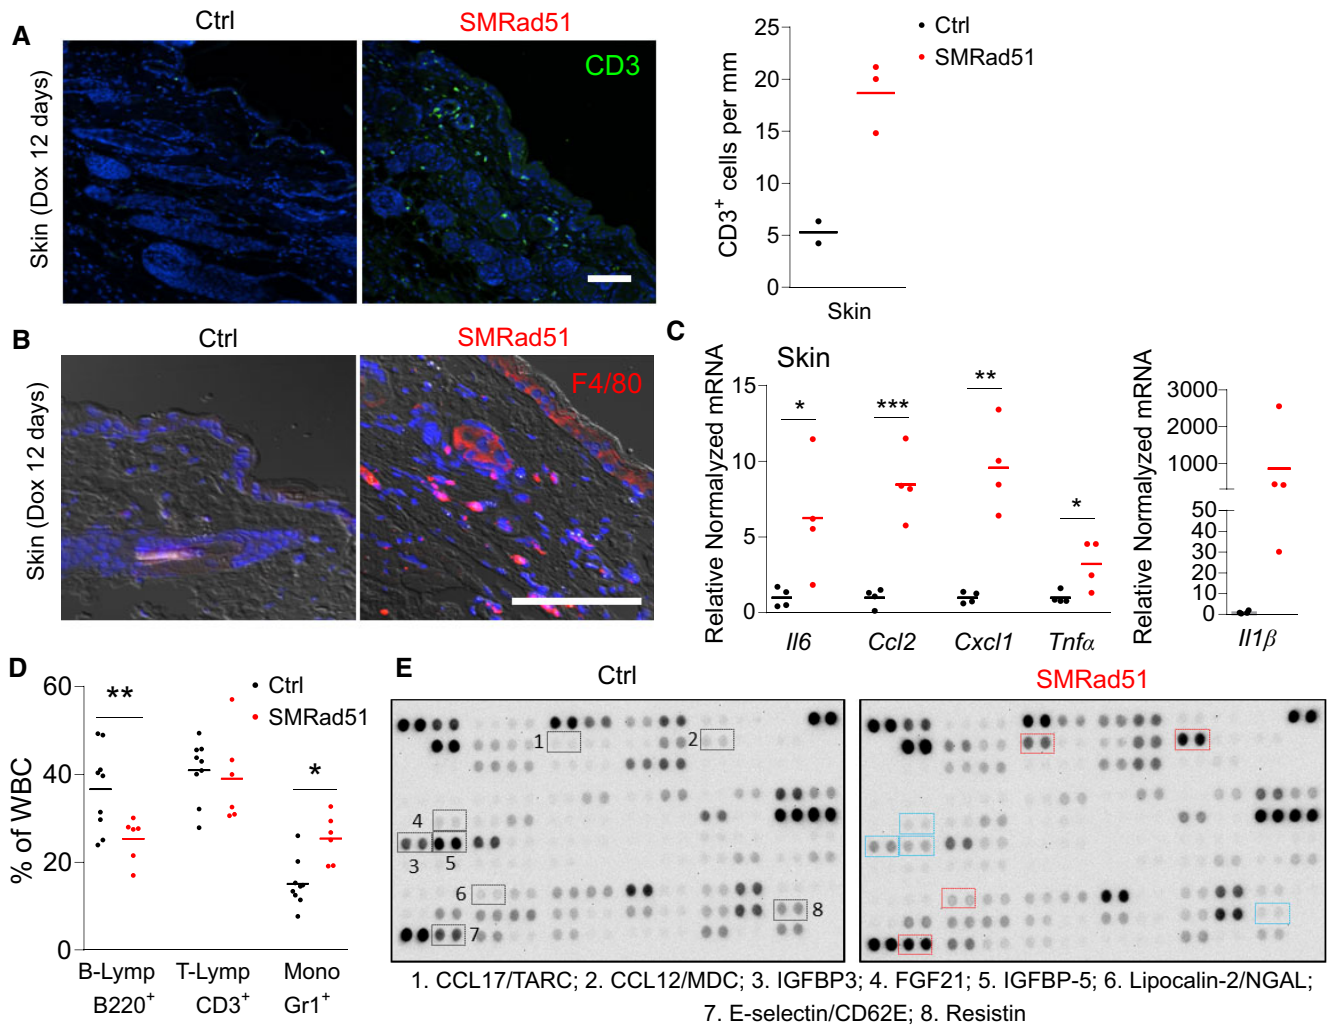 A
Ctrl
SMRad51
CD3
Skin (Dox 12 days)
CD3+ cells per mm
25
20
15
10
5
0
Skin
Ctrl
SMRad51
B
Ctrl
SMRad51
F4/80
Skin (Dox 12 days)
C
Skin
Relative Normalized mRNA
15
10
5
0
*
***
**
*
Il6
Ccl2
Cxcl1
Tnfα
Relative Normalized mRNA
3000
2000
1000
50
40
30
20
10
0
Il1β
D
% of WBC
60
40
20
0
**
*
Ctrl
SMRad51
B-Lymp T-Lymp Mono
B220+ CD3+ Gr1+
E
Ctrl
SMRad51
1
2
4
3
5
6
7
8
1. CCL17/TARC; 2. CCL12/MDC; 3. IGFBP3; 4. FGF21; 5. IGFBP-5; 6. Lipocalin-2/NGAL;
7. E-selectin/CD62E; 8. Resistin